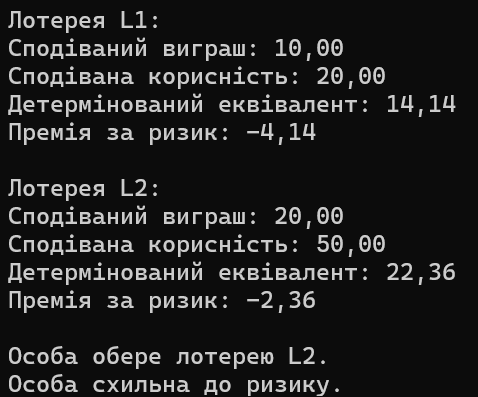 Лотерея L1:
Сподіваний виграш: 10,00
Сподівана корисність: 20,00
Детермінований еквівалент: 14,14
Премія за ризик: -4,14
Лотерея L2:
Сподіваний виграш: 20,00
Сподівана корисність: 50,00
Детермінований еквівалент: 22,36
Премія за ризик: -2,36
Особа обере лотерею L2.
Особа схильна до ризику.